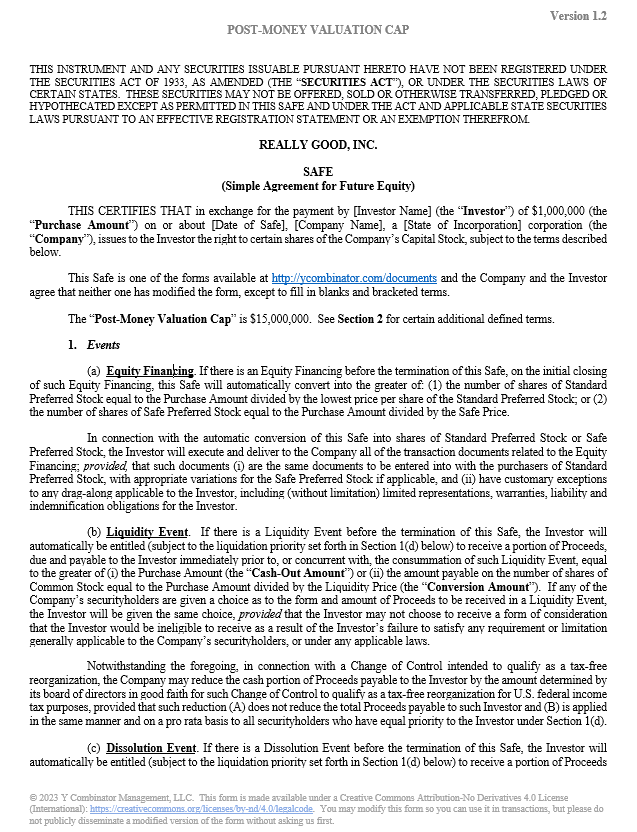 Version 1.2
POST-MONEY VALUATION CAP
THIS INSTRUMENT AND ANY SECURITIES ISSUABLE PURSUANT HERETO HAVE NOT BEEN REGISTERED UNDER
THE SECURITIES ACT OF 1933, AS AMENDED (THE “SECURITIES ACT”), OR UNDER THE SECURITIES LAWS OF
CERTAIN STATES. THESE SECURITIES MAY NOT BE OFFERED, SOLD OR OTHERWISE TRANSFERRED, PLEDGED OR
HYPOTHECATED EXCEPT AS PERMITTED IN THIS SAFE AND UNDER THE ACT AND APPLICABLE STATE SECURITIES
LAWS PURSUANT TO AN EFFECTIVE REGISTRATION STATEMENT OR AN EXEMPTION THEREFROM.
REALLY GOOD, INC.
SAFE
(Simple Agreement for Future Equity)
THIS CERTIFIES THAT in exchange for the payment by [Investor Name] (the “Investor”) of $1,000,000 (the
“Purchase Amount”) on or about [Date of Safe], [Company Name], a [State of Incorporation] corporation (the
“Company”), issues to the Investor the right to certain shares of the Company’s Capital Stock, subject to the terms described
below.
This Safe is one of the forms available at http://ycombinator.com/documents and the Company and the Investor
agree that neither one has modified the form, except to fill in blanks and bracketed terms.
The “Post-Money Valuation Cap” is $15,000,000. See Section 2 for certain additional defined terms.
1. Events
(a) Equity Financing. If there is an Equity Financing before the termination of this Safe, on the initial closing
of such Equity Financing, this Safe will automatically convert into the greater of: (1) the number of shares of Standard
Preferred Stock equal to the Purchase Amount divided by the lowest price per share of the Standard Preferred Stock; or (2)
the number of shares of Safe Preferred Stock equal to the Purchase Amount divided by the Safe Price.
In connection with the automatic conversion of this Safe into shares of Standard Preferred Stock or Safe
Preferred Stock, the Investor will execute and deliver to the Company all of the transaction documents related to the Equity
Financing; provided, that such documents (i) are the same documents to be entered into with the purchasers of Standard
Preferred Stock, with appropriate variations for the Safe Preferred Stock if applicable, and (ii) have customary exceptions
to any drag-along applicable to the Investor, including (without limitation) limited representations, warranties, liability and
indemnification obligations for the Investor.
(b) Liquidity Event. If there is a Liquidity Event before the termination of this Safe, the Investor will
automatically be entitled (subject to the liquidation priority set forth in Section 1(d) below) to receive a portion of Proceeds,
due and payable to the Investor immediately prior to, or concurrent with, the consummation of such Liquidity Event, equal
to the greater of (i) the Purchase Amount (the “Cash-Out Amount”) or (ii) the amount payable on the number of shares of
Common Stock equal to the Purchase Amount divided by the Liquidity Price (the “Conversion Amount”). If any of the
Company’s securityholders are given a choice as to the form and amount of Proceeds to be received in a Liquidity Event,
the Investor will be given the same choice, provided that the Investor may not choose to receive a form of consideration
that the Investor would be ineligible to receive as a result of the Investor’s failure to satisfy any requirement or limitation
generally applicable to the Company’s securityholders, or under any applicable laws.
Notwithstanding the foregoing, in connection with a Change of Control intended to qualify as a tax-free
reorganization, the Company may reduce the cash portion of Proceeds payable to the Investor by the amount determined by
its board of directors in good faith for such Change of Control to qualify as a tax-free reorganization for U.S. federal income
tax purposes, provided that such reduction (A) does not reduce the total Proceeds payable to such Investor and (B) is applied
in the same manner and on a pro rata basis to all securityholders who have equal priority to the Investor under Section 1(d).
(c) Dissolution Event. If there is a Dissolution Event before the termination of this Safe, the Investor will
automatically be entitled (subject to the liquidation priority set forth in Section 1(d) below) to receive a portion of Proceeds
© 2023 Y Combinator Management, LLC. This form is made available under a Creative Commons Attribution-No Derivatives 4.0 License
(International): https://creativecommons.org/licenses/by-nd/4.0/legalcode. You may modify this form so you can use it in transactions, but please do
not publicly disseminate a modified version of the form without asking us first.